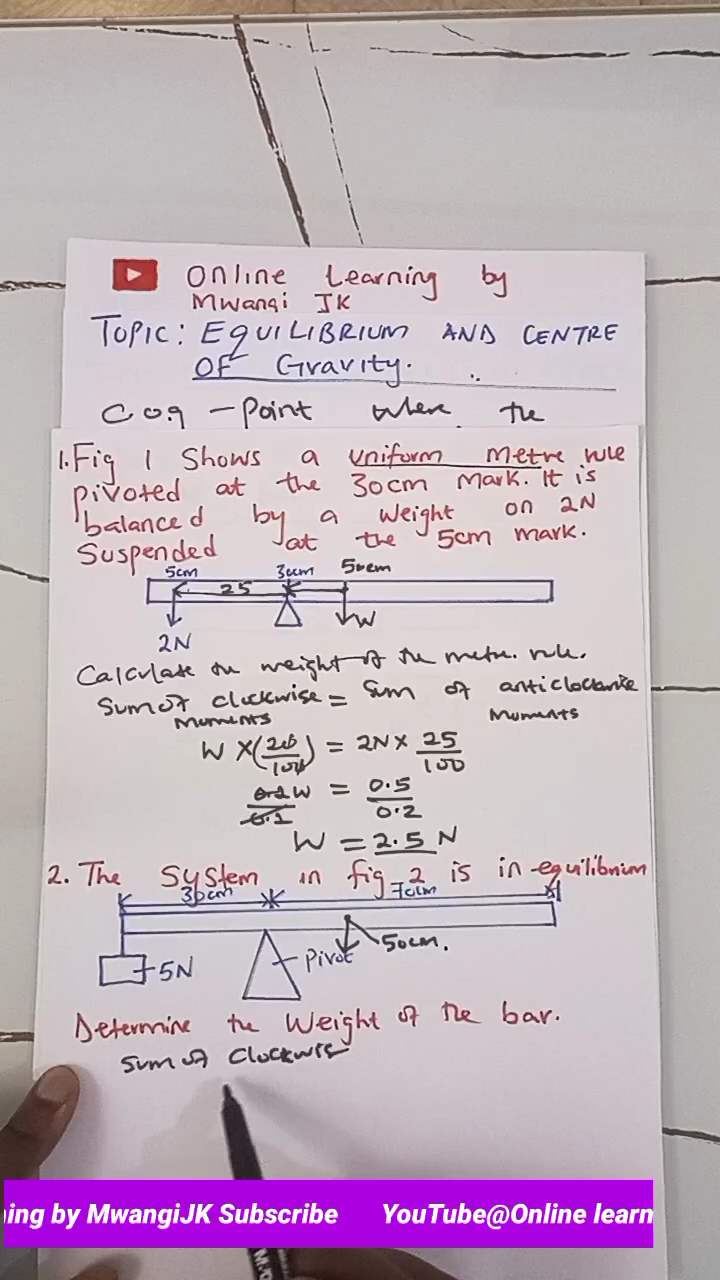 Online Learning by
Mwangi JK
TOPIC: EQUILIBRIUM AND CENTRE
OF Gravity.
C o g - Point where the
1. Fig 1 Shows a uniform metre rule
pivoted at the 30cm mark. It is
balanced by a weight on 2N
Suspended at the 5cm mark.
5cm 30cm 50cm
25
W
2N
Calculate the weight of the metre rule.
Sum of clockwise = Sum of anticlockwise
Moments Moments
W × (20/100) = 2N × 25/100
0.2W/0.2 = 0.5/0.2
W = 2.5 N
2. The System in fig 2 is in equilibrium
30cm 70cm
5N Pivot 50cm.
Determine the Weight of the bar.
Sum of Clockwis
ning by MwangiJK Subscribe YouTube@Online learn